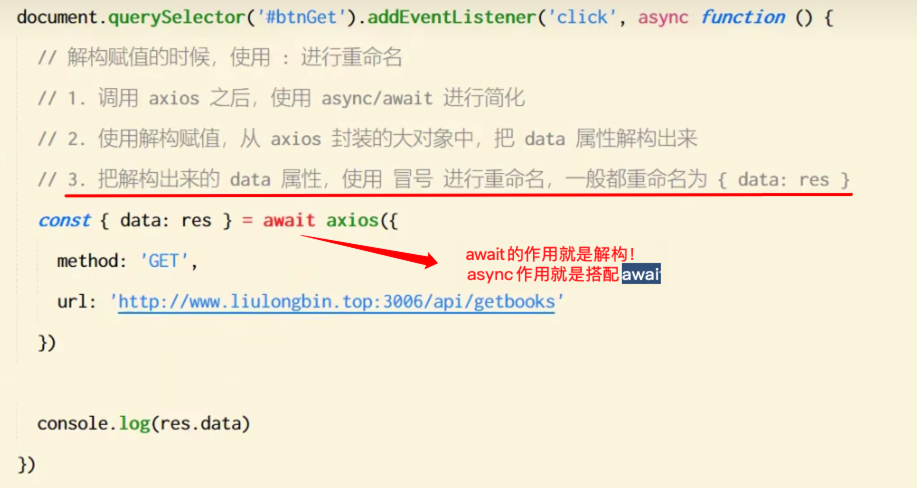 document.querySelector('#btnGet').addEventListener('click', async function () {
// 解构赋值的时候，使用 : 进行重命名
// 1. 调用 axios 之后，使用 async/await 进行简化
// 2. 使用解构赋值，从 axios 封装的大对象中，把 data 属性解构出来
// 3. 把解构出来的 data 属性，使用 冒号 进行重命名，一般都重命名为 { data: res }
const { data: res } = await axios({
method: 'GET',
await的作用就是解构！
async作用就是搭配await
url: 'http://www.liulongbin.top:3006/api/getbooks'
})
console.log(res.data)
})